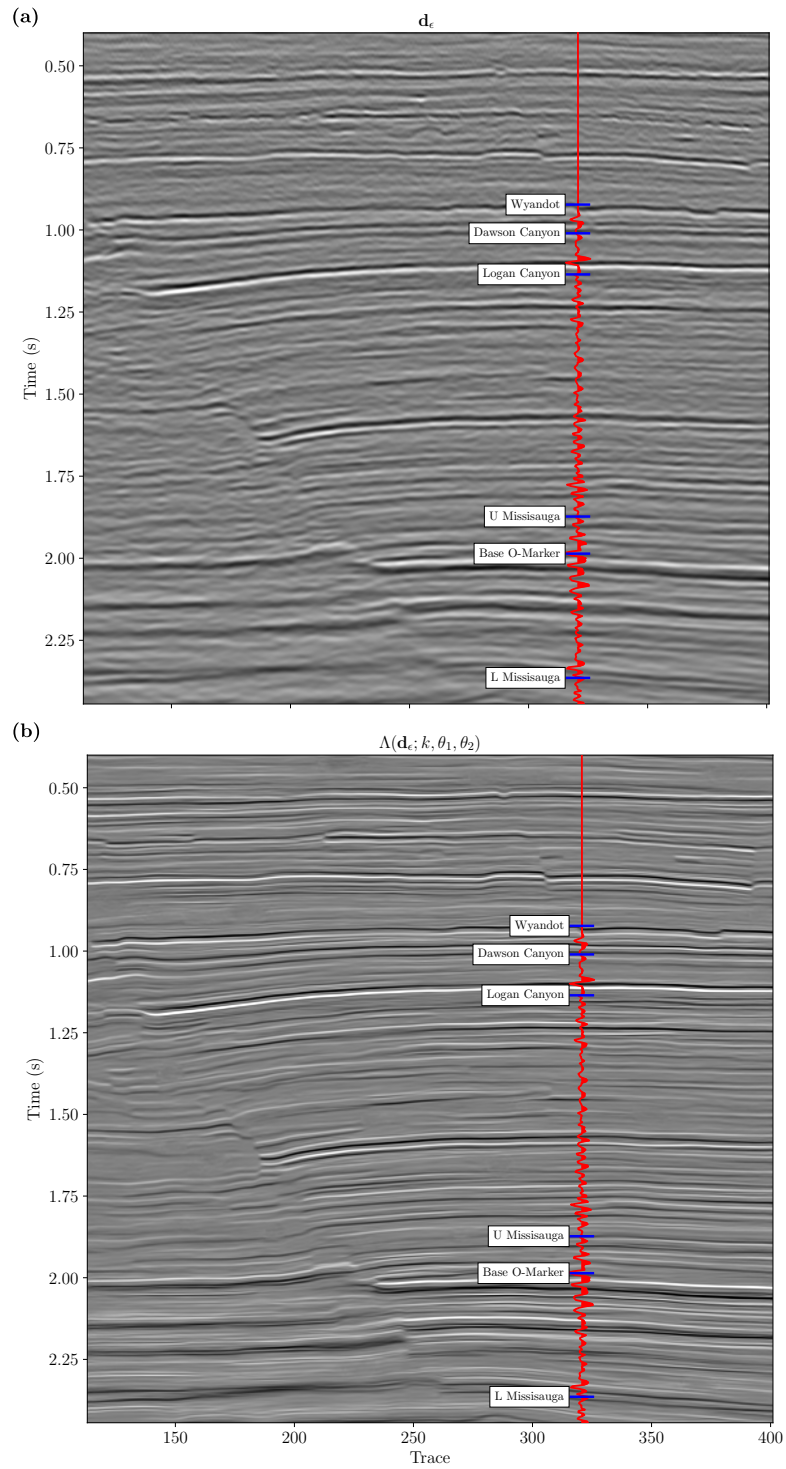 (a)
d_ϵ
0.50
0.75
1.00
1.25
1.50
1.75
2.00
2.25
Time (s)
Wyandot
Dawson Canyon
Logan Canyon
U Missisauga
Base O-Marker
L Missisauga
(b)
Λ(d_ϵ; k, θ₁, θ₂)
0.50
0.75
1.00
1.25
1.50
1.75
2.00
2.25
Time (s)
Wyandot
Dawson Canyon
Logan Canyon
U Missisauga
Base O-Marker
L Missisauga
150 200 250 300 350 400
Trace